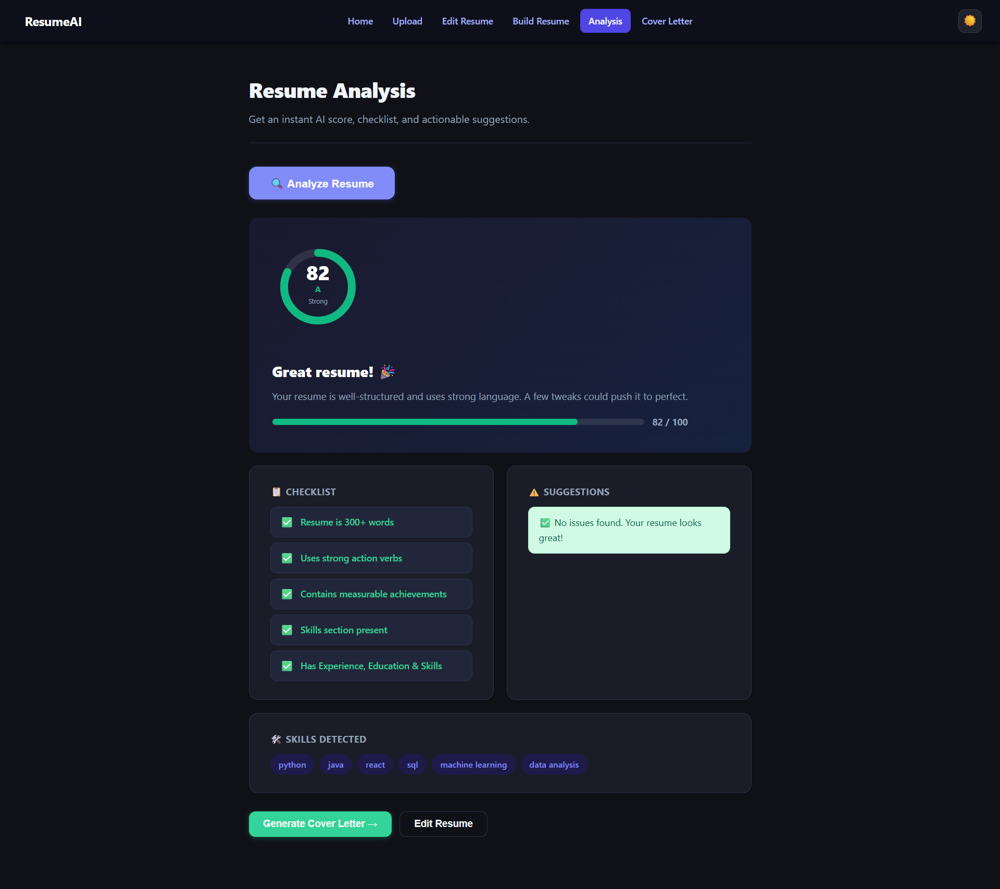 ResumeAI
Home
Upload
Edit Resume
Build Resume
Analysis
Cover Letter
Resume Analysis
Get an instant AI score, checklist, and actionable suggestions.
Analyze Resume
82
A
Strong
Great resume!
Your resume is well-structured and uses strong language. A few tweaks could push it to perfect.
82 / 100
CHECKLIST
Resume is 300+ words
Uses strong action verbs
Contains measurable achievements
Skills section present
Has Experience, Education & Skills
SUGGESTIONS
No issues found. Your resume looks
great!
SKILLS DETECTED
python
java
react
sql
machine learning
data analysis
Generate Cover Letter →
Edit Resume